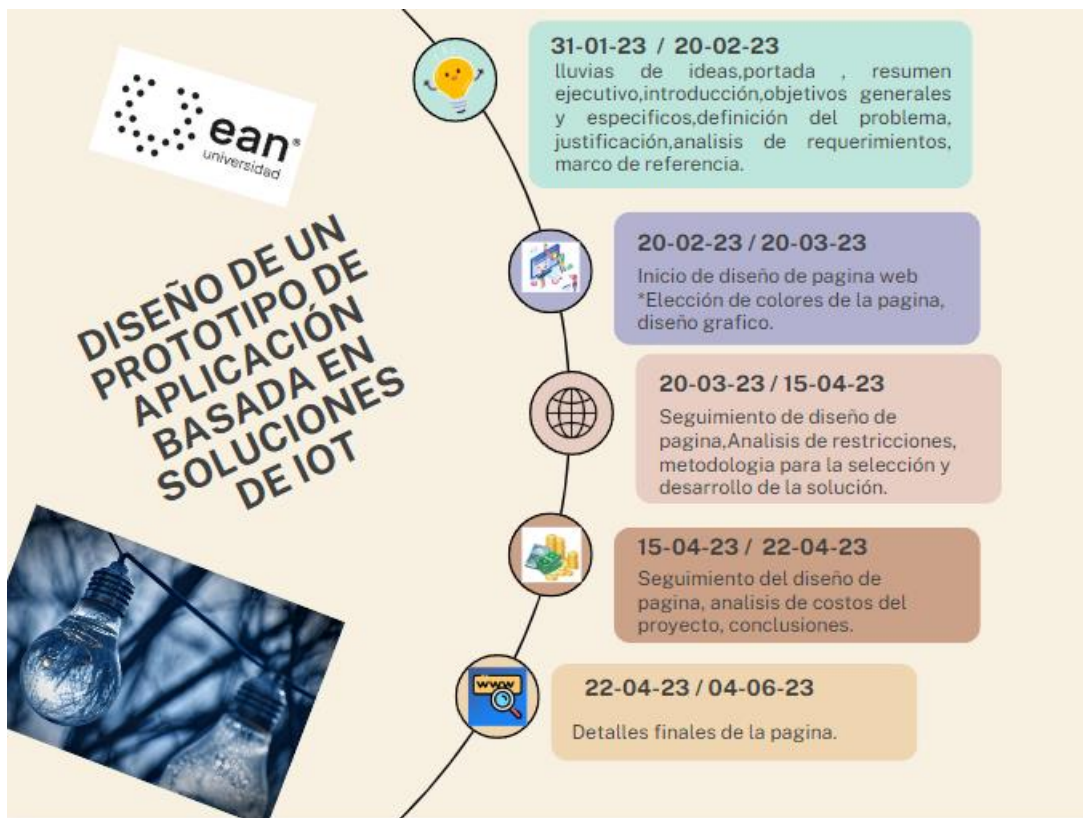 ean®
universidad
DISEÑO DE UN
PROTOTIPO DE
APLICACIÓN
BASADA EN
SOLUCIONES
DE IOT
31-01-23 / 20-02-23
lluvias de ideas,portada , resumen
ejecutivo,introducción,objetivos generales
y especificos,definición del problema,
justificación,analisis de requerimientos,
marco de referencia.
20-02-23 / 20-03-23
Inicio de diseño de pagina web
*Elección de colores de la pagina,
diseño grafico.
20-03-23 / 15-04-23
Seguimiento de diseño de
pagina,Analisis de restricciones,
metodologia para la selección y
desarrollo de la solución.
15-04-23 / 22-04-23
Seguimiento del diseño de
pagina, analisis de costos del
proyecto, conclusiones.
www
22-04-23 / 04-06-23
Detalles finales de la pagina.